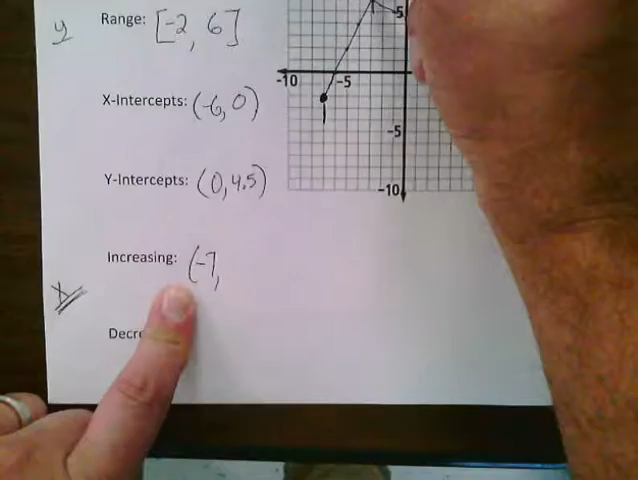 y Range: [-2, 6]
5
-10 -5
X-Intercepts: (-6, 0)
-5
Y-Intercepts: (0, 4.5)
-10
Increasing: (-7,
x
Decre